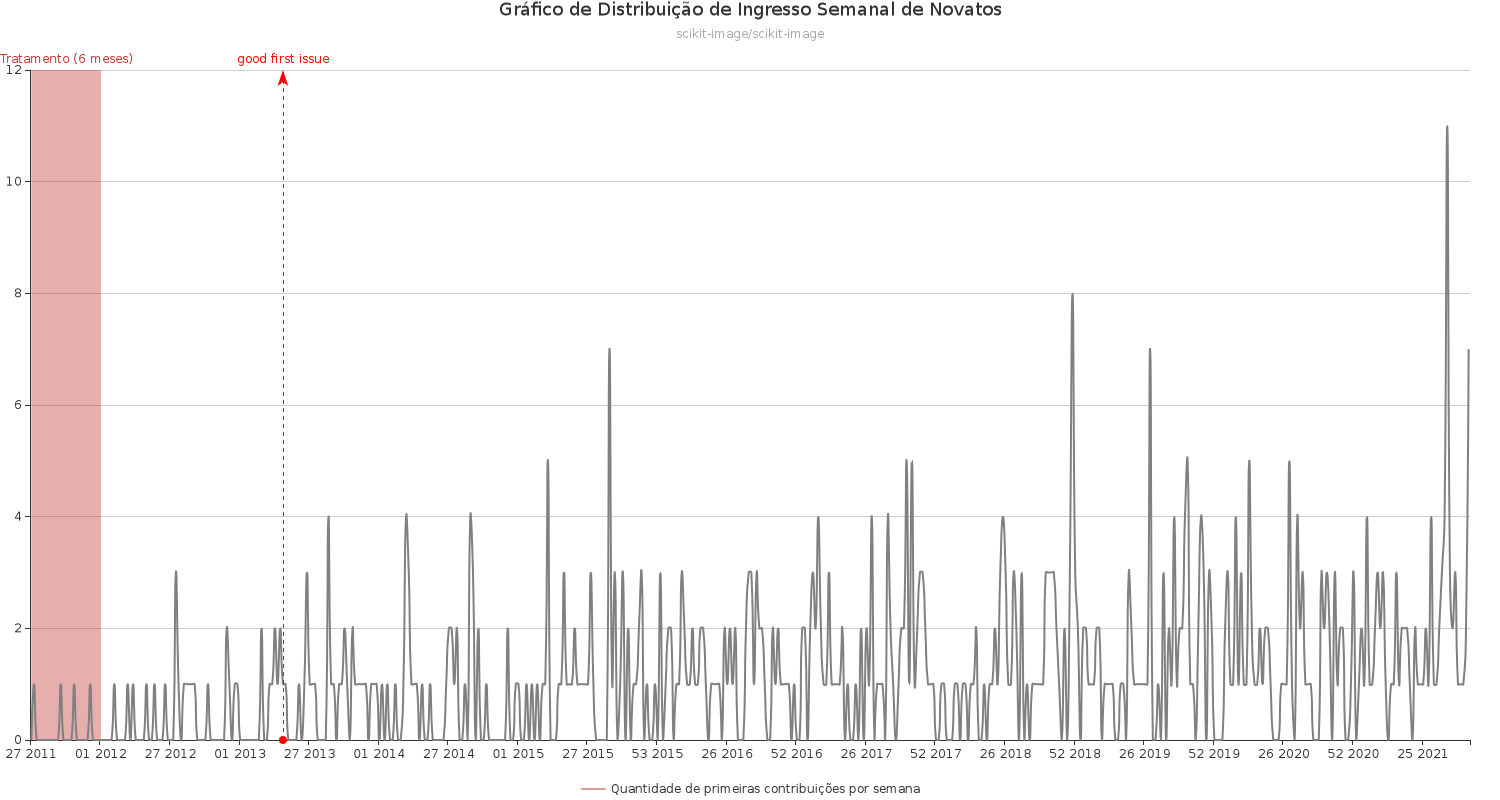 Gráfico de Distribuição de Ingresso Semanal de Novatos
scikit-image/scikit-image
Tratamento (6 meses)
good first issue
12
10
8
6
4
2
0
27 2011 01 2012 27 2012 01 2013 27 2013 01 2014 27 2014 01 2015 27 2015 53 2015 26 2016 52 2016 26 2017 52 2017 26 2018 52 2018 26 2019 52 2019 26 2020 52 2020 25 2021
Quantidade de primeiras contribuições por semana